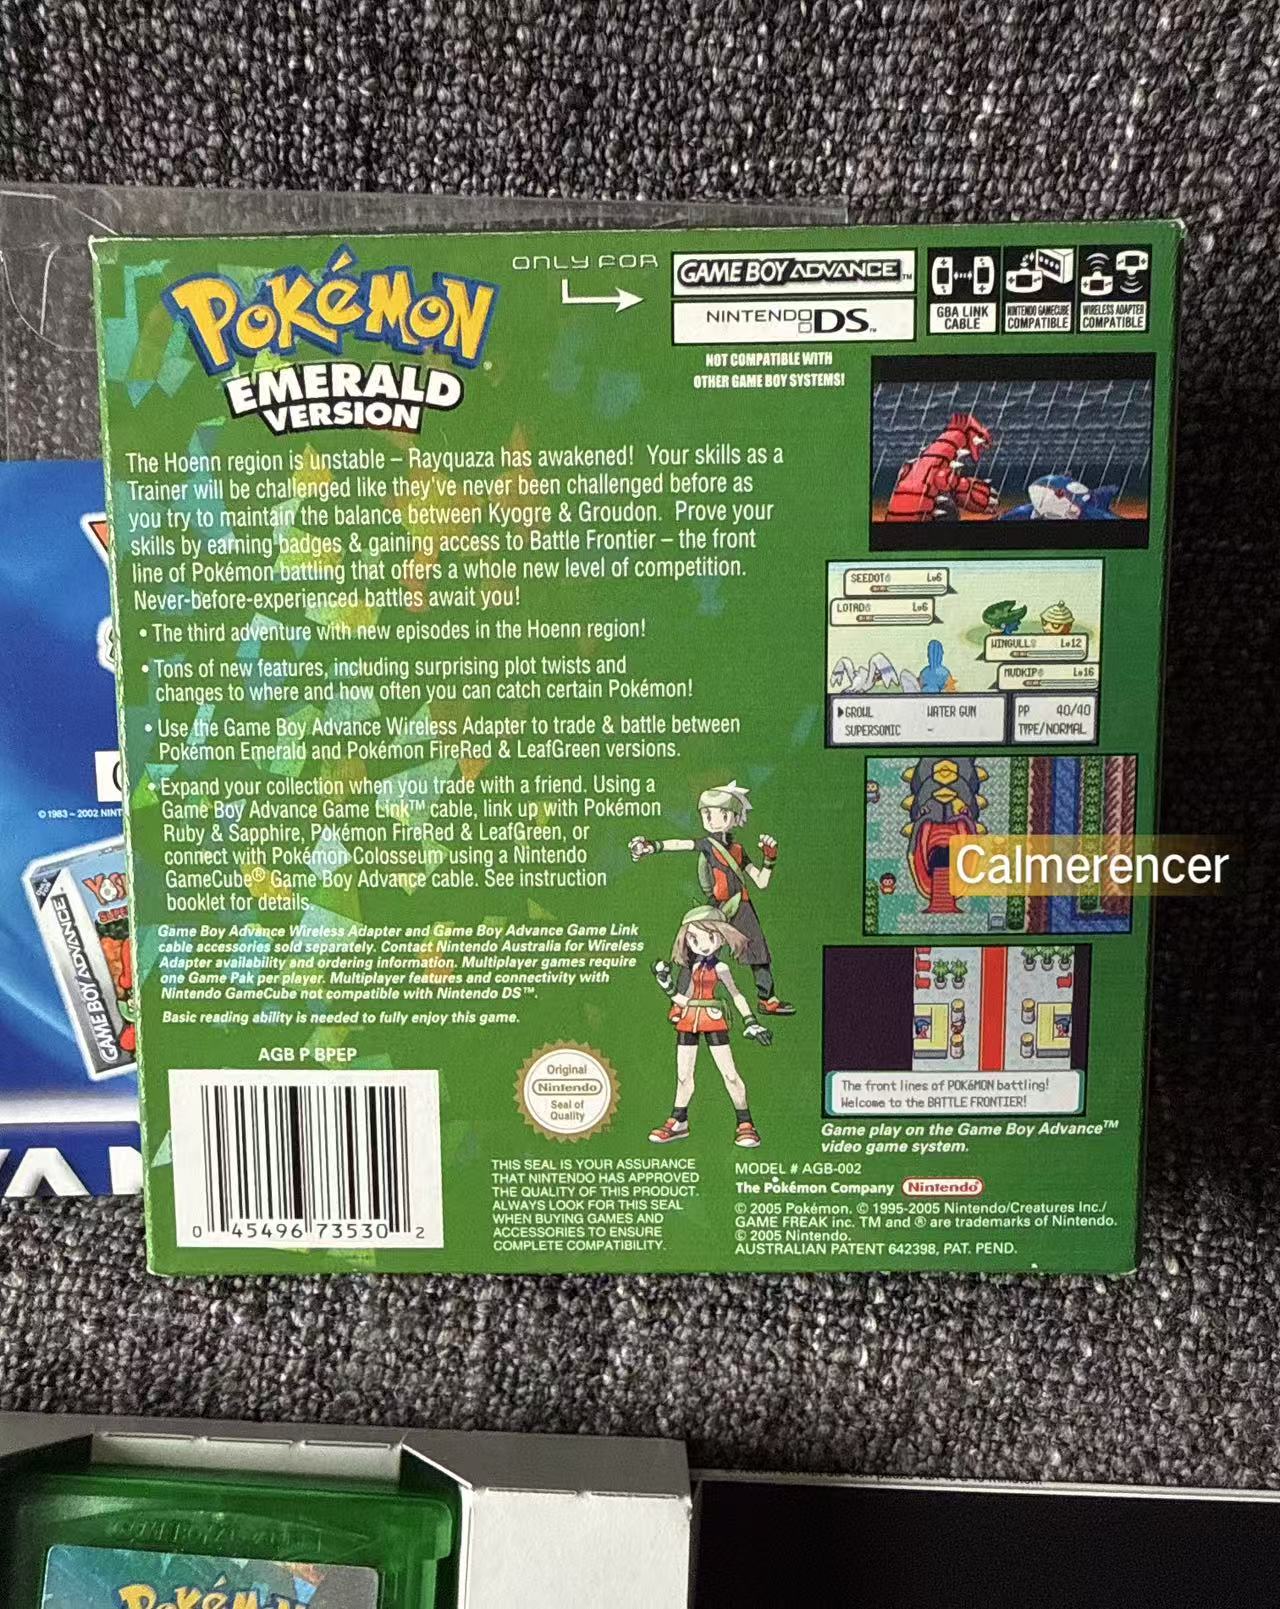 POKéMON
EMERALD
VERSION
ONLY FOR
GAME BOY ADVANCE™
NINTENDO DS™
NOT COMPATIBLE WITH
OTHER GAME BOY SYSTEMS!
GBA LINK
CABLE
NINTENDO GAMECUBE
COMPATIBLE
WIRELESS ADAPTER
COMPATIBLE
The Hoenn region is unstable – Rayquaza has awakened! Your skills as a
Trainer will be challenged like they've never been challenged before as
you try to maintain the balance between Kyogre & Groudon. Prove your
skills by earning badges & gaining access to Battle Frontier – the front
line of Pokémon battling that offers a whole new level of competition.
Never-before-experienced battles await you!
• The third adventure with new episodes in the Hoenn region!
• Tons of new features, including surprising plot twists and
changes to where and how often you can catch certain Pokémon!
• Use the Game Boy Advance Wireless Adapter to trade & battle between
Pokémon Emerald and Pokémon FireRed & LeafGreen versions.
• Expand your collection when you trade with a friend. Using a
Game Boy Advance Game Link™ cable, link up with Pokémon
Ruby & Sapphire, Pokémon FireRed & LeafGreen, or
connect with Pokémon Colosseum using a Nintendo
GameCube® Game Boy Advance cable. See instruction
booklet for details.
Game Boy Advance Wireless Adapter and Game Boy Advance Game Link
cable accessories sold separately. Contact Nintendo Australia for Wireless
Adapter availability and ordering information. Multiplayer games require
one Game Pak per player. Multiplayer features and connectivity with
Nintendo GameCube not compatible with Nintendo DS™.
Basic reading ability is needed to fully enjoy this game.
AGB P BPEP
0 45496 73530 2
Original
Nintendo
Seal of
Quality
THIS SEAL IS YOUR ASSURANCE
THAT NINTENDO HAS APPROVED
THE QUALITY OF THIS PRODUCT.
ALWAYS LOOK FOR THIS SEAL
WHEN BUYING GAMES AND
ACCESSORIES TO ENSURE
COMPLETE COMPATIBILITY.
SEEDOT♂ Lv6
LOTAD♂ Lv6
WINGULL♀ Lv12
MUDKIP♂ Lv16
▶GROWL WATER GUN
SUPERSONIC –
PP 40/40
TYPE/NORMAL
Calmerencer
The front lines of POKéMON battling!
Welcome to the BATTLE FRONTIER!
Game play on the Game Boy Advance™
video game system.
MODEL # AGB-002
The Pokémon Company Nintendo®
© 2005 Pokémon. © 1995-2005 Nintendo/Creatures Inc./
GAME FREAK inc. TM and ® are trademarks of Nintendo.
© 2005 Nintendo.
AUSTRALIAN PATENT 642398, PAT. PEND.
© 1983 – 2002 NINT
GAME BOY ADVANCE
YOS
SUPE
POKéMON